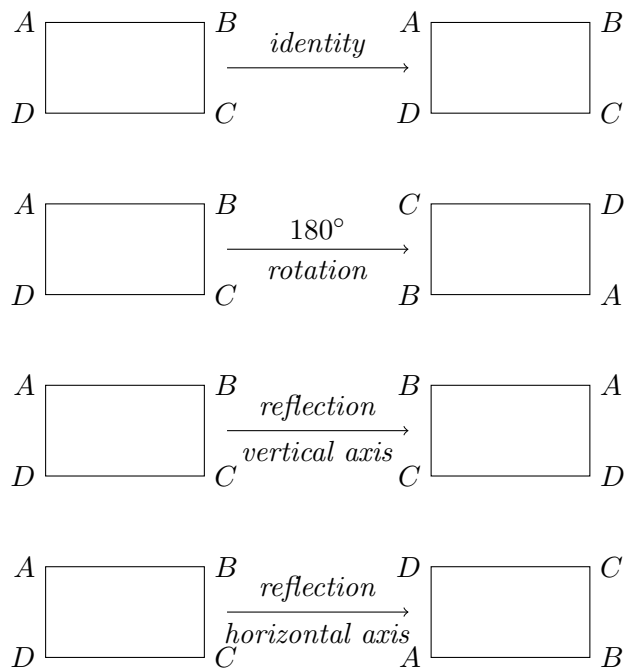 A B identity A B
D C D C
A B 180° C D
D C rotation B A
A B reflection B A
D C vertical axis C D
A B reflection D C
D C horizontal axis A B